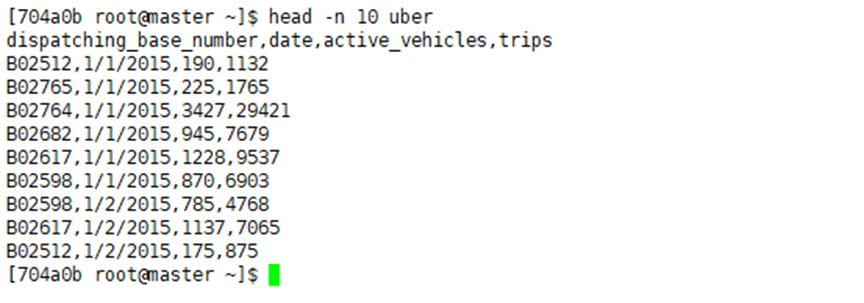 [704a0b root@master ~]$ head -n 10 uber
dispatching_base_number,date,active_vehicles,trips
B02512,1/1/2015,190,1132
B02765,1/1/2015,225,1765
B02764,1/1/2015,3427,29421
B02682,1/1/2015,945,7679
B02617,1/1/2015,1228,9537
B02598,1/1/2015,870,6903
B02598,1/2/2015,785,4768
B02617,1/2/2015,1137,7065
B02512,1/2/2015,175,875
[704a0b root@master ~]$